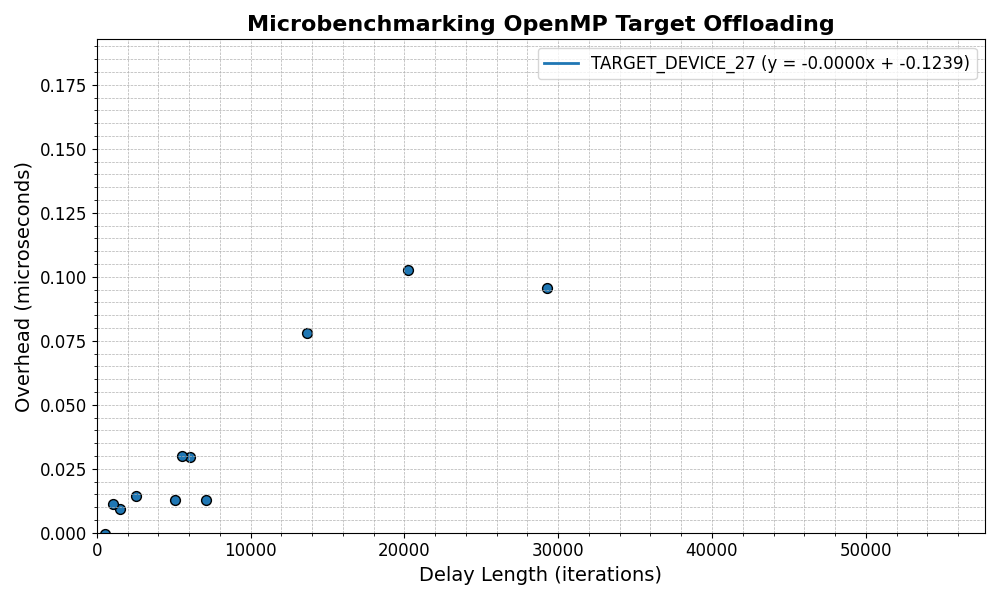 Microbenchmarking OpenMP Target Offloading
TARGET_DEVICE_27 (y = -0.0000x + -0.1239)
Overhead (microseconds)
0.175
0.150
0.125
0.100
0.075
0.050
0.025
0.000
0 10000 20000 30000 40000 50000
Delay Length (iterations)